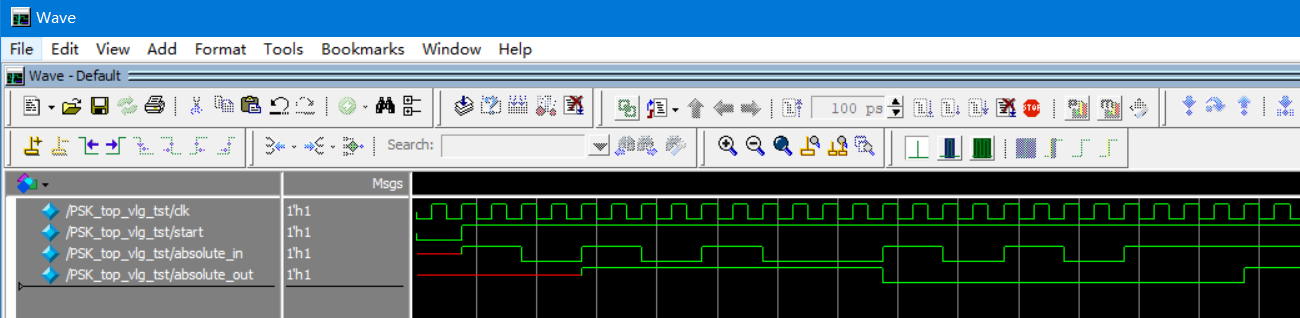 Wave
File Edit View Add Format Tools Bookmarks Window Help
Wave - Default
100 ps
STOP
Search:
Msgs
/PSK_top_vlg_tst/clk 1'h1
/PSK_top_vlg_tst/start 1'h1
/PSK_top_vlg_tst/absolute_in 1'h1
/PSK_top_vlg_tst/absolute_out 1'h1